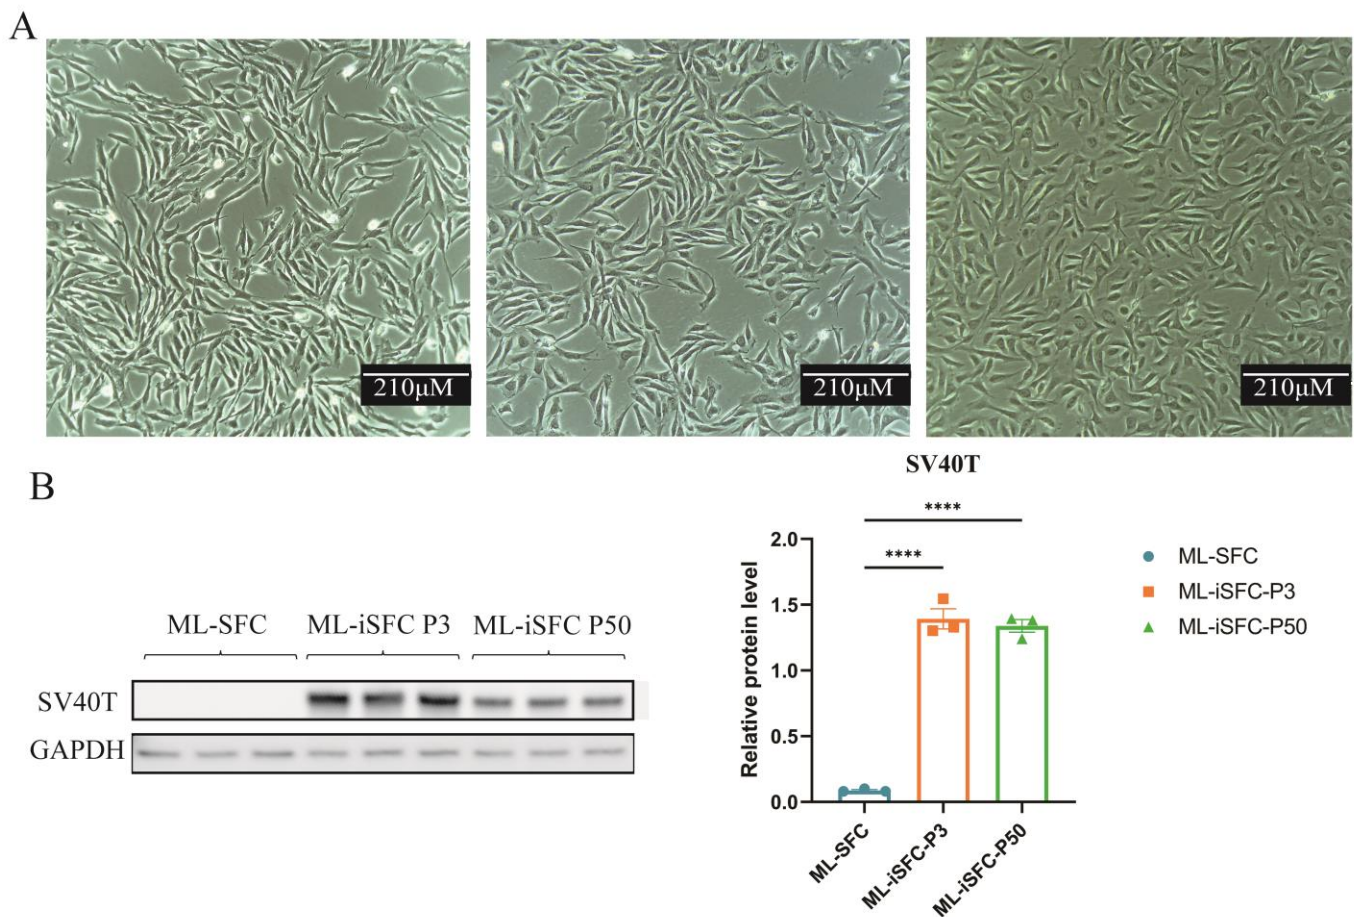 A
210μM
210μM
210μM
B
ML-SFC
ML-iSFC P3
ML-iSFC P50
SV40T
GAPDH
SV40T
****
****
Relative protein level
2.0
1.5
1.0
0.5
0.0
ML-SFC
ML-iSFC-P3
ML-iSFC-P50
ML-SFC
ML-iSFC-P3
ML-iSFC-P50